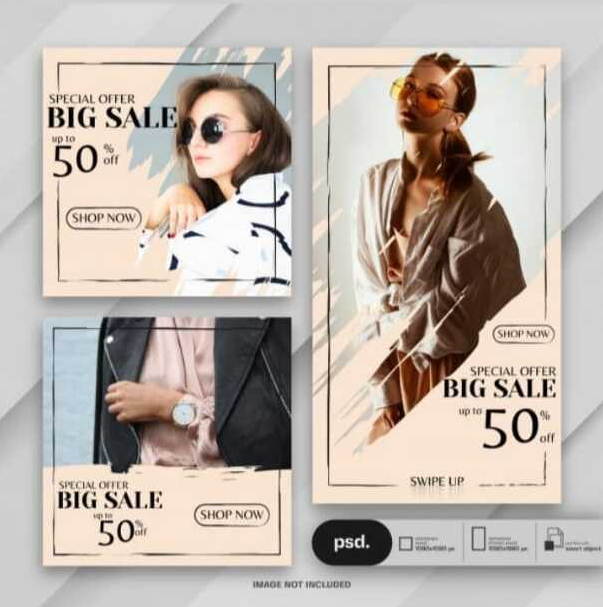 SPECIAL OFFER
BIG SALE
up to
50 % off
SHOP NOW
SPECIAL OFFER
BIG SALE
up to
50 % off
SHOP NOW
SHOP NOW
SPECIAL OFFER
BIG SALE
up to
50 % off
SWIPE UP
psd.
IMAGE NOT INCLUDED